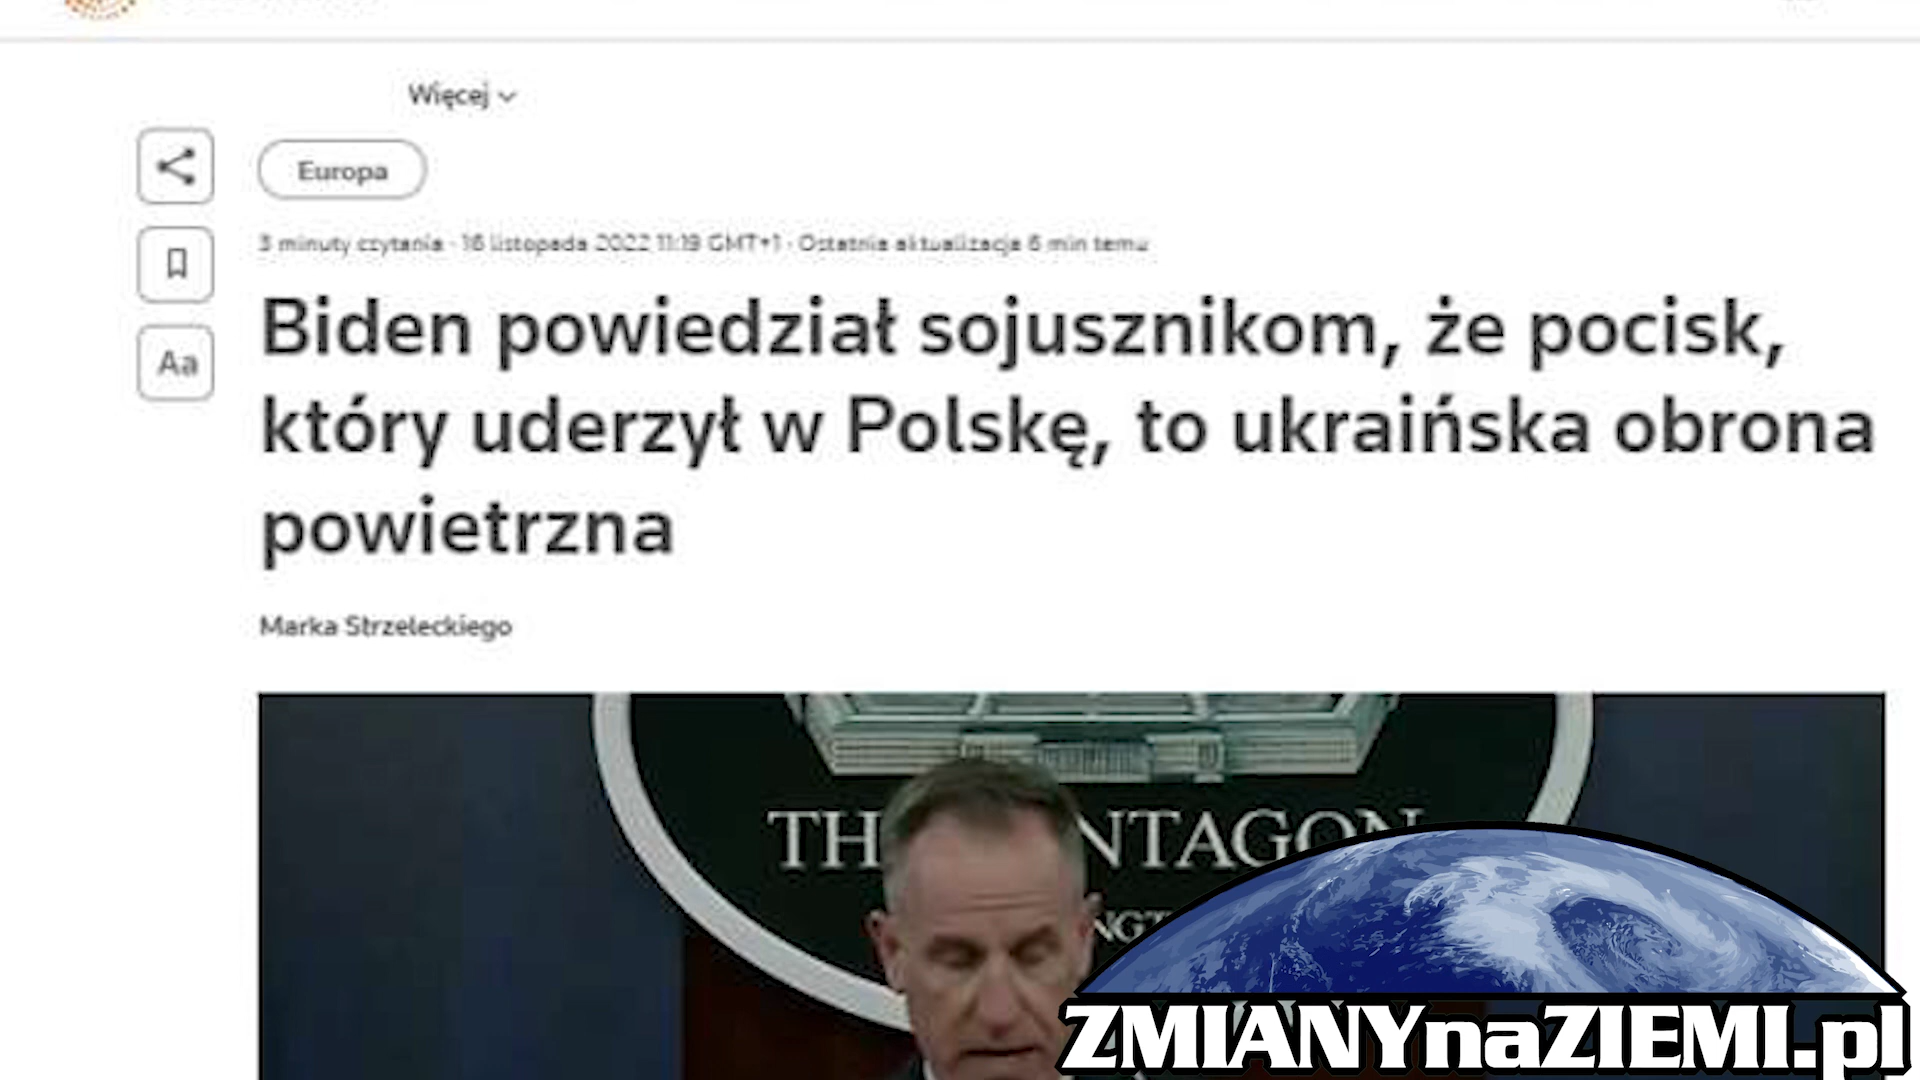 Więcej
Europa
3 minuty czytania · 16 listopada 2022 11:19 GMT+1 · Ostatnia aktualizacja 6 min temu
Aa
Biden powiedział sojusznikom, że pocisk,
który uderzył w Polskę, to ukraińska obrona
powietrzna
Marka Strzeleckiego
ZMIANYnaZIEMI.pl